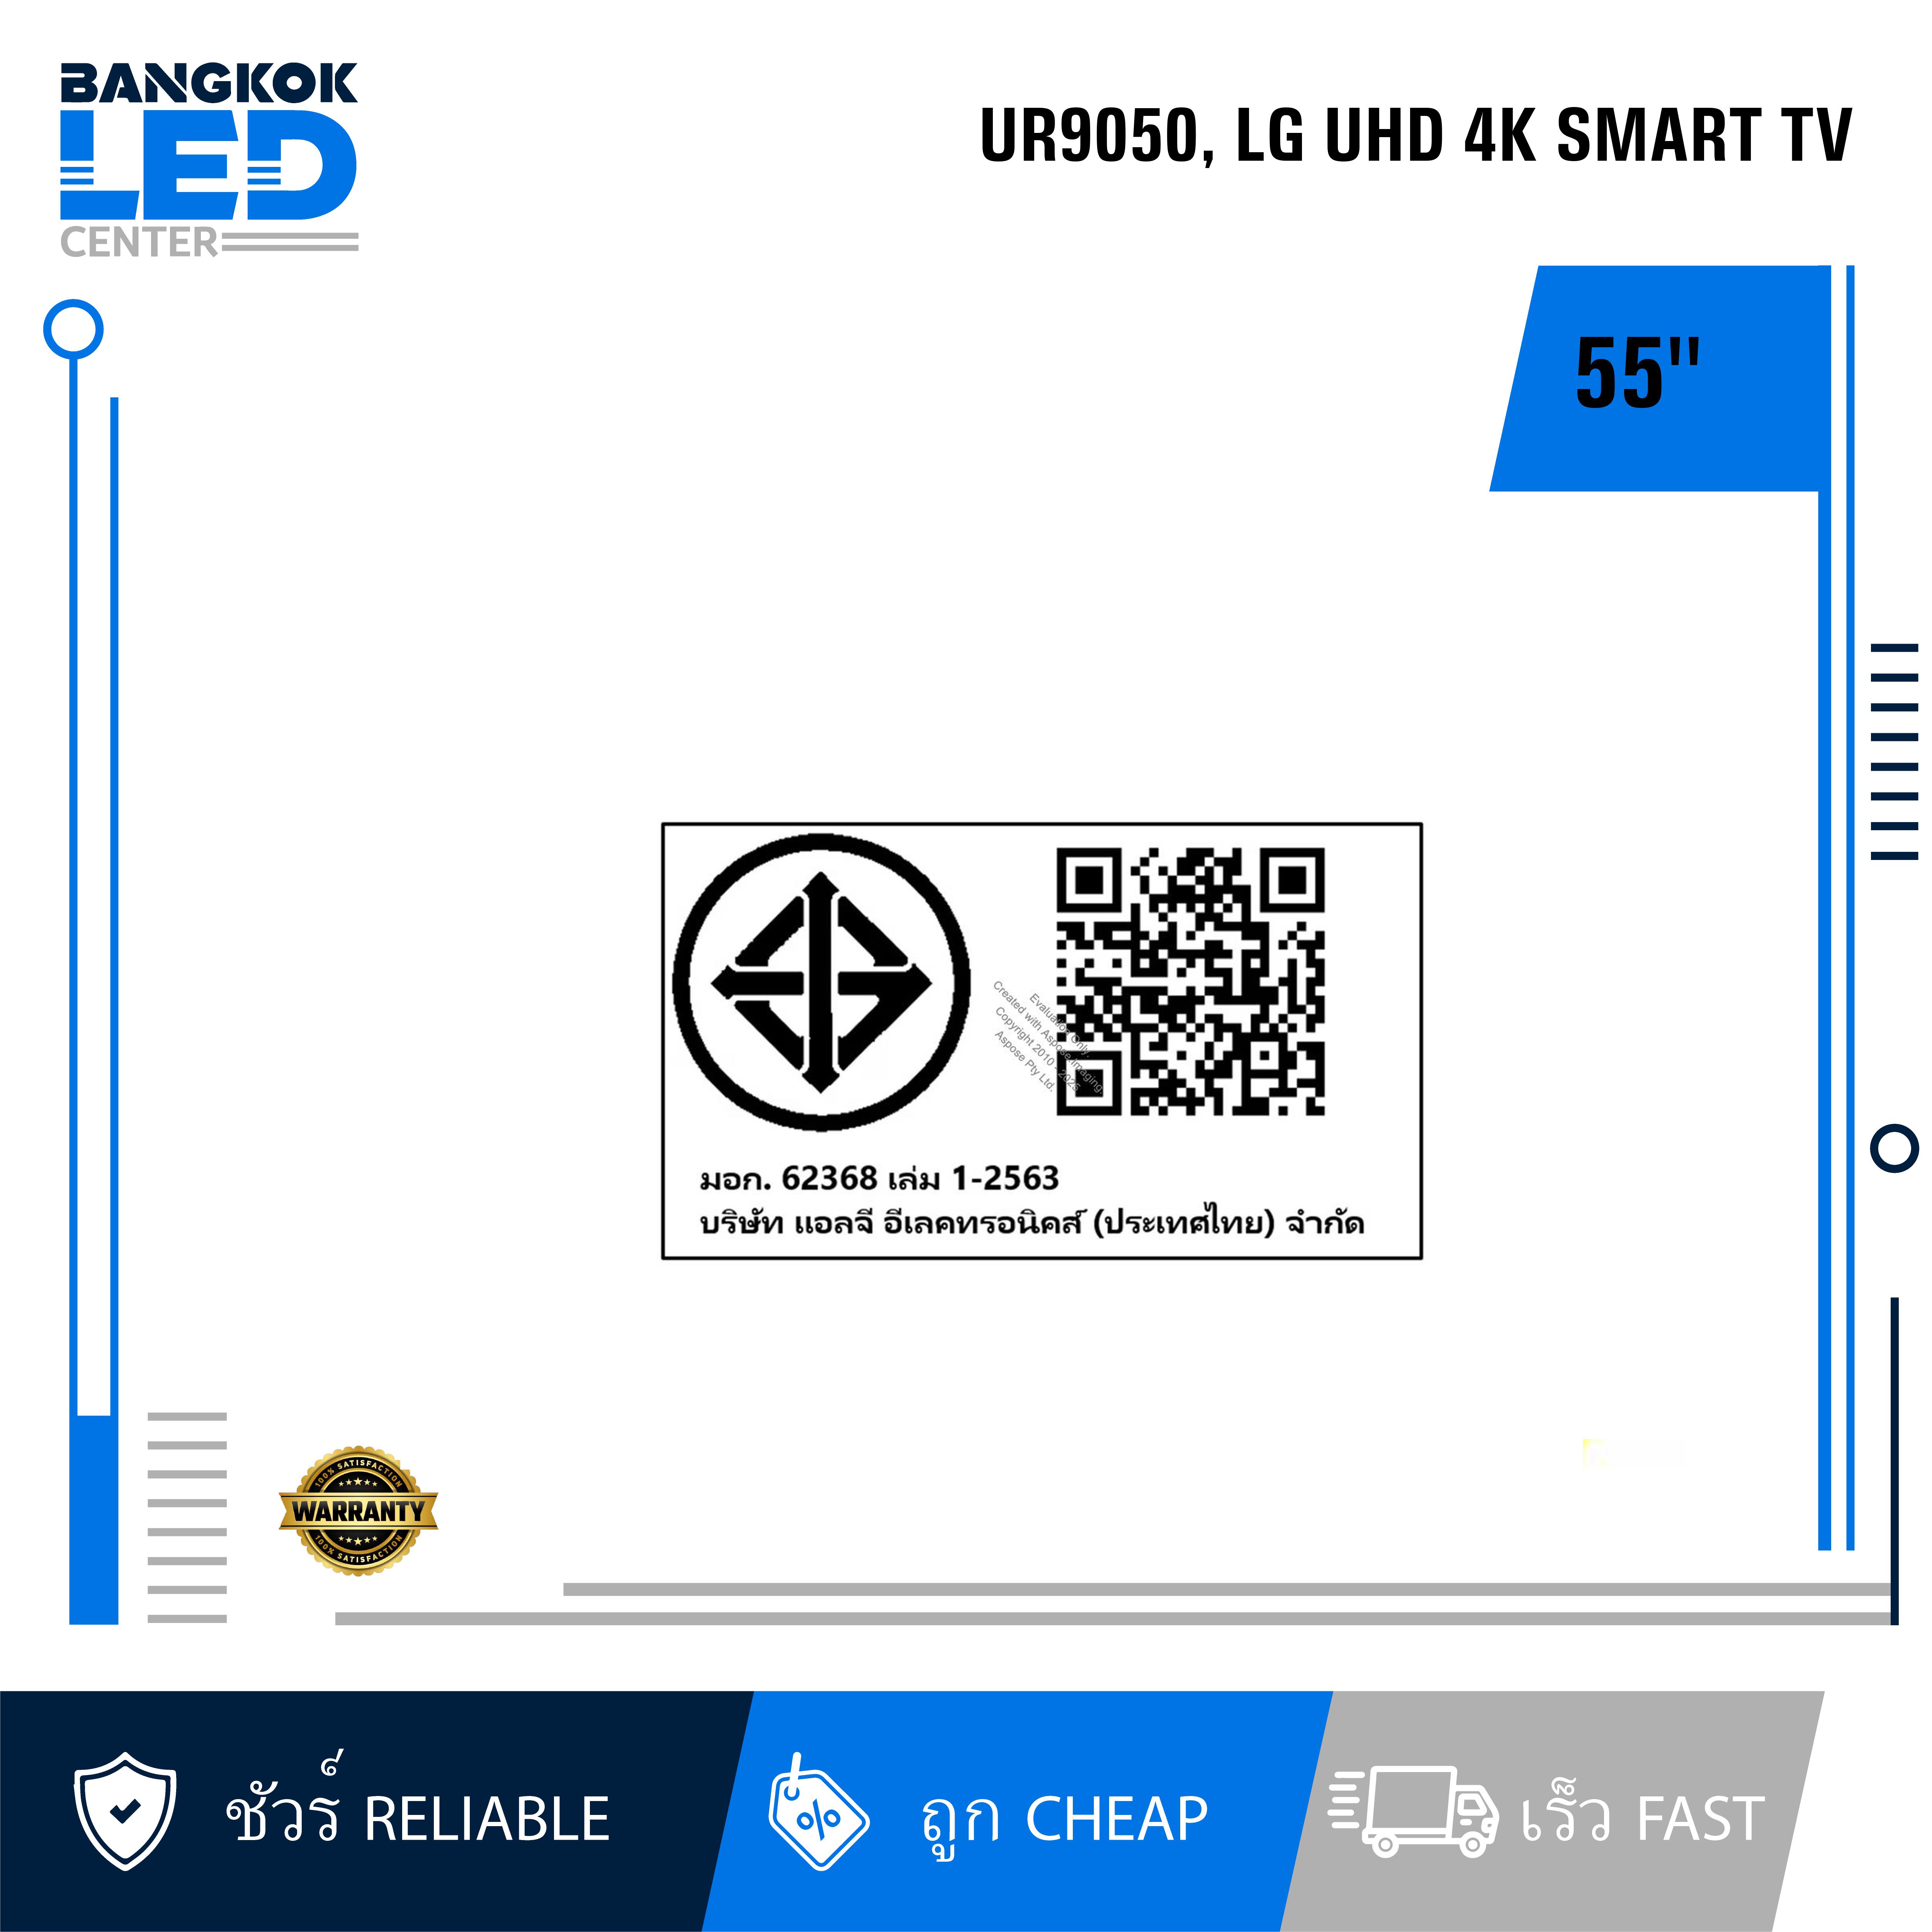 BANGKOK
LED
CENTER
UR9050, LG UHD 4K SMART TV
55"
Evaluation Only.
Created with Aspose.Imaging.
Copyright 2010 - 2025
Aspose Pty Ltd.
มอก. 62368 เล่ม 1-2563
บริษัท แอลจี อีเลคทรอนิคส์ (ประเทศไทย) จำกัด
100% SATISFACTION
WARRANTY
100% SATISFACTION
ชัวร์ RELIABLE
% ถูก CHEAP
เร็ว FAST